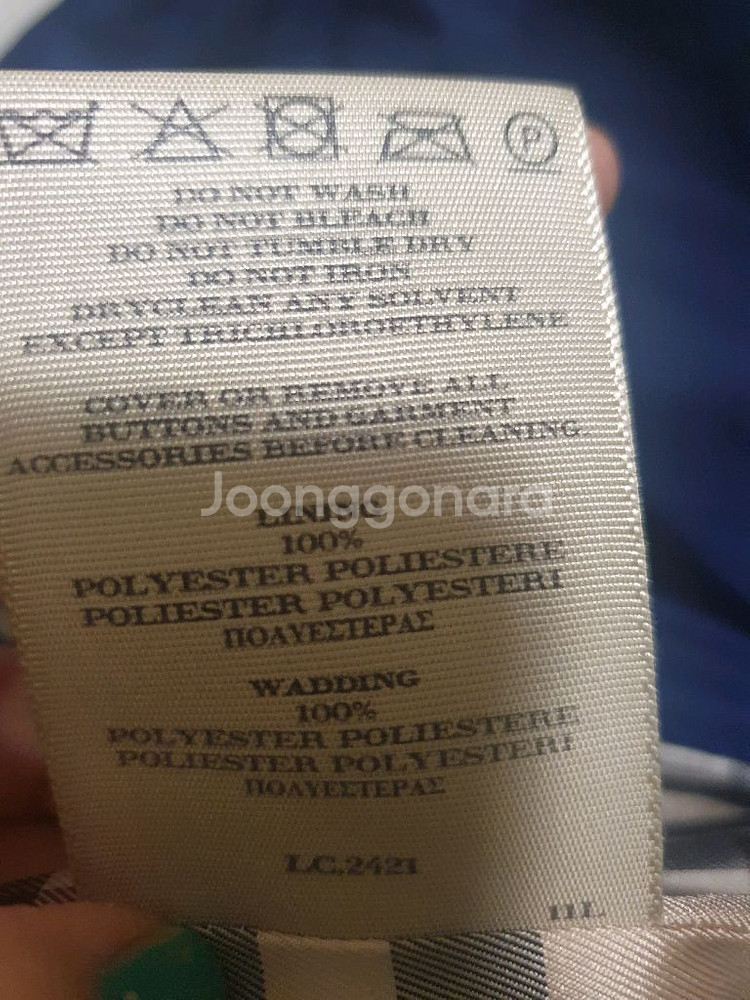 P
DO NOT WASH
DO NOT BLEACH
DO NOT TUMBLE DRY
DO NOT IRON
DRYCLEAN ANY SOLVENT
EXCEPT TRICHLOROETHYLENE
COVER OR REMOVE ALL
BUTTONS AND GARMENT
ACCESSORIES BEFORE CLEANING
Joonggonara
LINING
100%
POLYESTER POLIESTERE
POLIESTER POLYESTERI
ΠΟΛΥΕΣΤΕΡΑΣ
WADDING
100%
POLYESTER POLIESTERE
POLIESTER POLYESTERI
ΠΟΛΥΕΣΤΕΡΑΣ
LC.2421